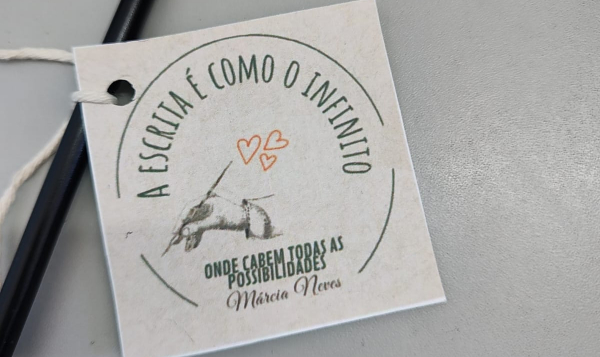 A ESCRITA É COMO O INFINITO
ONDE CABEM TODAS AS
POSSIBILIDADES
Márcia Neves